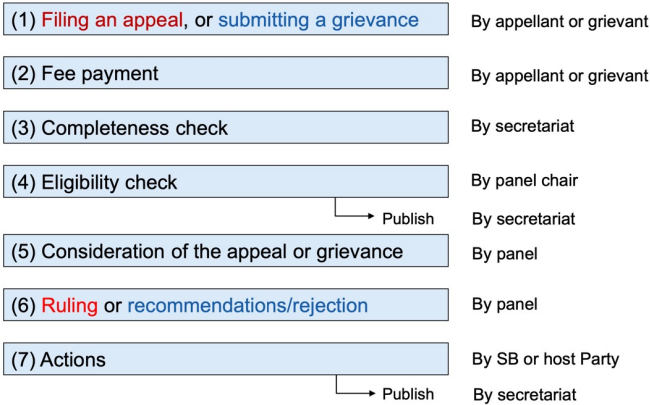 (1) Filing an appeal, or submitting a grievance By appellant or grievant
(2) Fee payment By appellant or grievant
(3) Completeness check By secretariat
(4) Eligibility check By panel chair
Publish By secretariat
(5) Consideration of the appeal or grievance By panel
(6) Ruling or recommendations/rejection By panel
(7) Actions By SB or host Party
Publish By secretariat